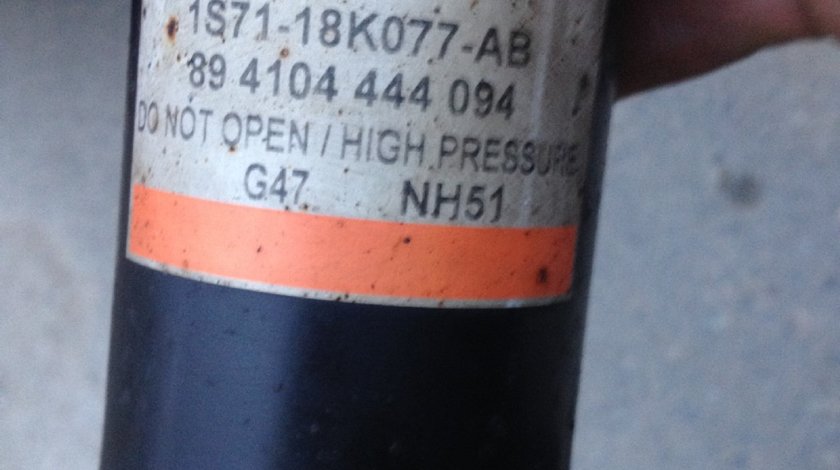 1S71-18K077-AB
89 4104 444 094
DO NOT OPEN / HIGH PRESSURE
G47 NH51